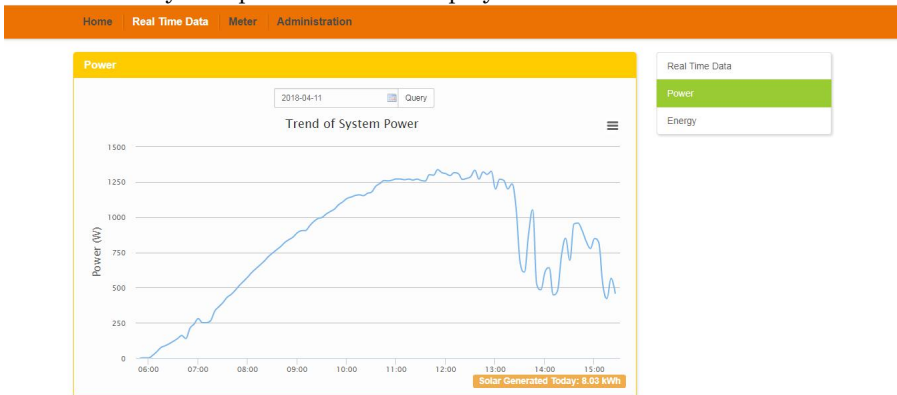 Home Real Time Data Meter Administration
Power
2018-04-11 Query
Trend of System Power
1500
1250
1000
750
500
250
0
Power (W)
06:00 07:00 08:00 09:00 10:00 11:00 12:00 13:00 14:00 15:00
Solar Generated Today: 8.03 kWh
Real Time Data
Power
Energy